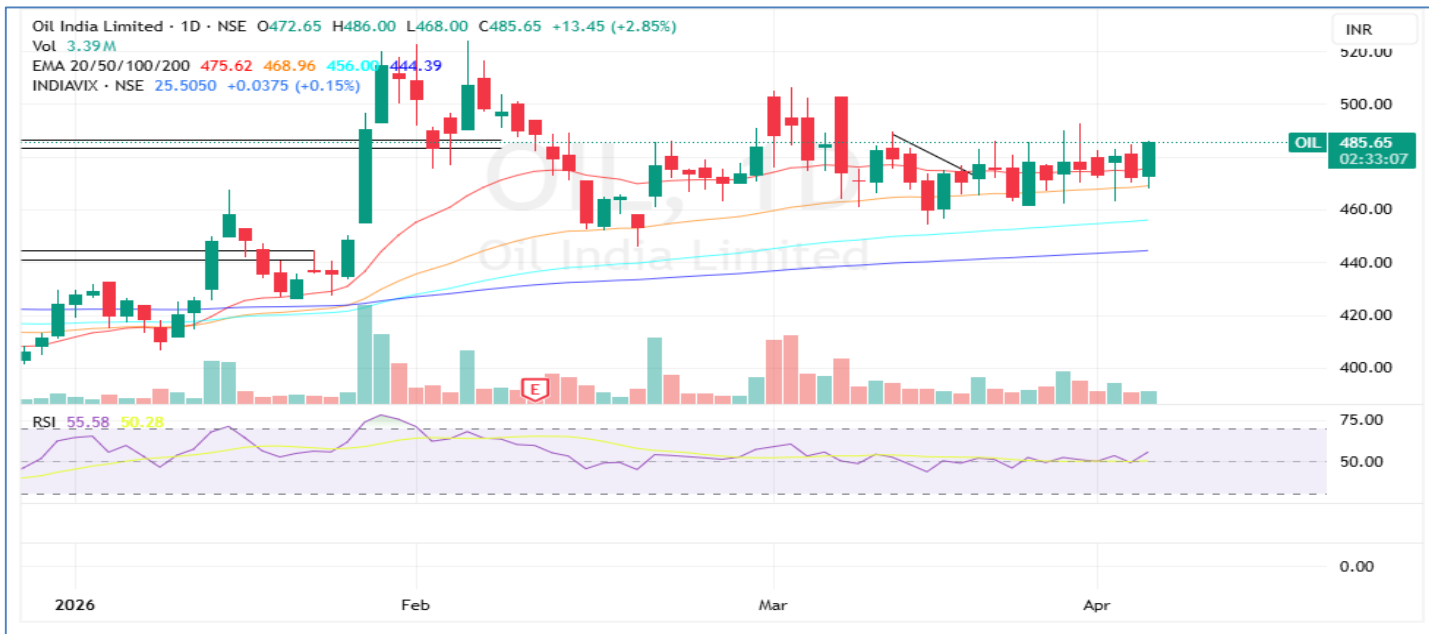 Oil India Limited · 1D · NSE O472.65 H486.00 L468.00 C485.65 +13.45 (+2.85%)
INR
Vol 3.39M
520.00
EMA 20/50/100/200 475.62 468.96 456.00 444.39
INDIAVIX · NSE 25.5050 +0.0375 (+0.15%)
500.00
OIL 485.65
02:33:07
OIL, 1D
460.00
Oil India Limited
440.00
420.00
400.00
E
RSI 55.58 50.28
75.00
50.00
0.00
2026 Feb Mar Apr